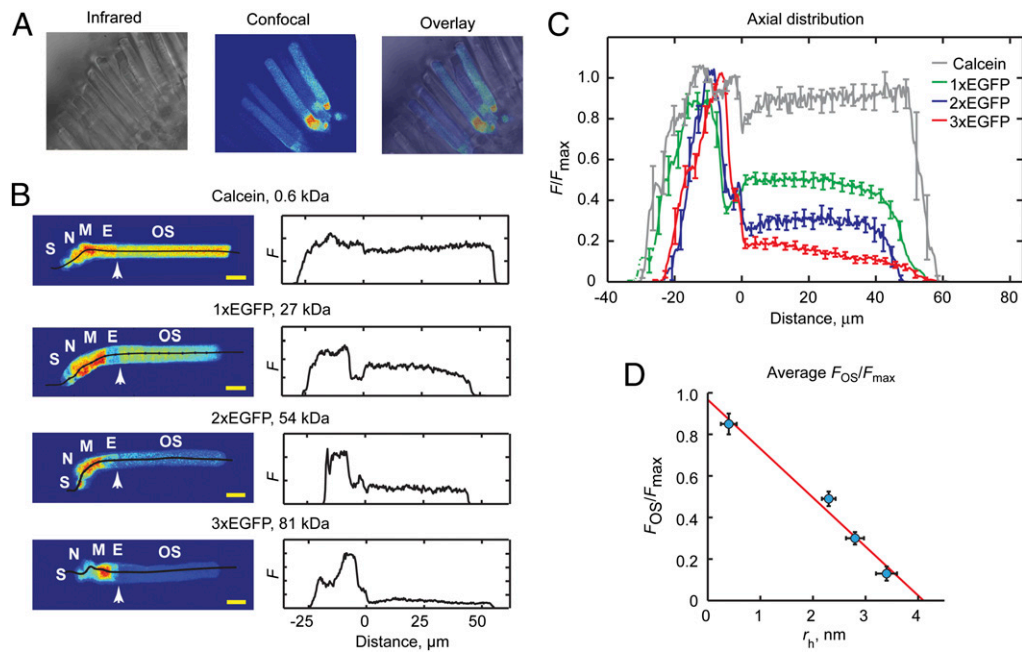 A
Infrared
Confocal
Overlay
B
Calcein, 0.6 kDa
S N M E OS
F
1xEGFP, 27 kDa
S N M E OS
F
2xEGFP, 54 kDa
S N M E OS
F
3xEGFP, 81 kDa
S N M E OS
F
-25 0 25 50
Distance, μm
C
Axial distribution
Calcein
1xEGFP
2xEGFP
3xEGFP
F/Fmax
1.0
0.8
0.6
0.4
0.2
0
-40 -20 0 20 40 60 80
Distance, μm
D
Average FOS/Fmax
FOS/Fmax
1.0
0.8
0.4
0.2
0
0 1 2 3 4
rh, nm